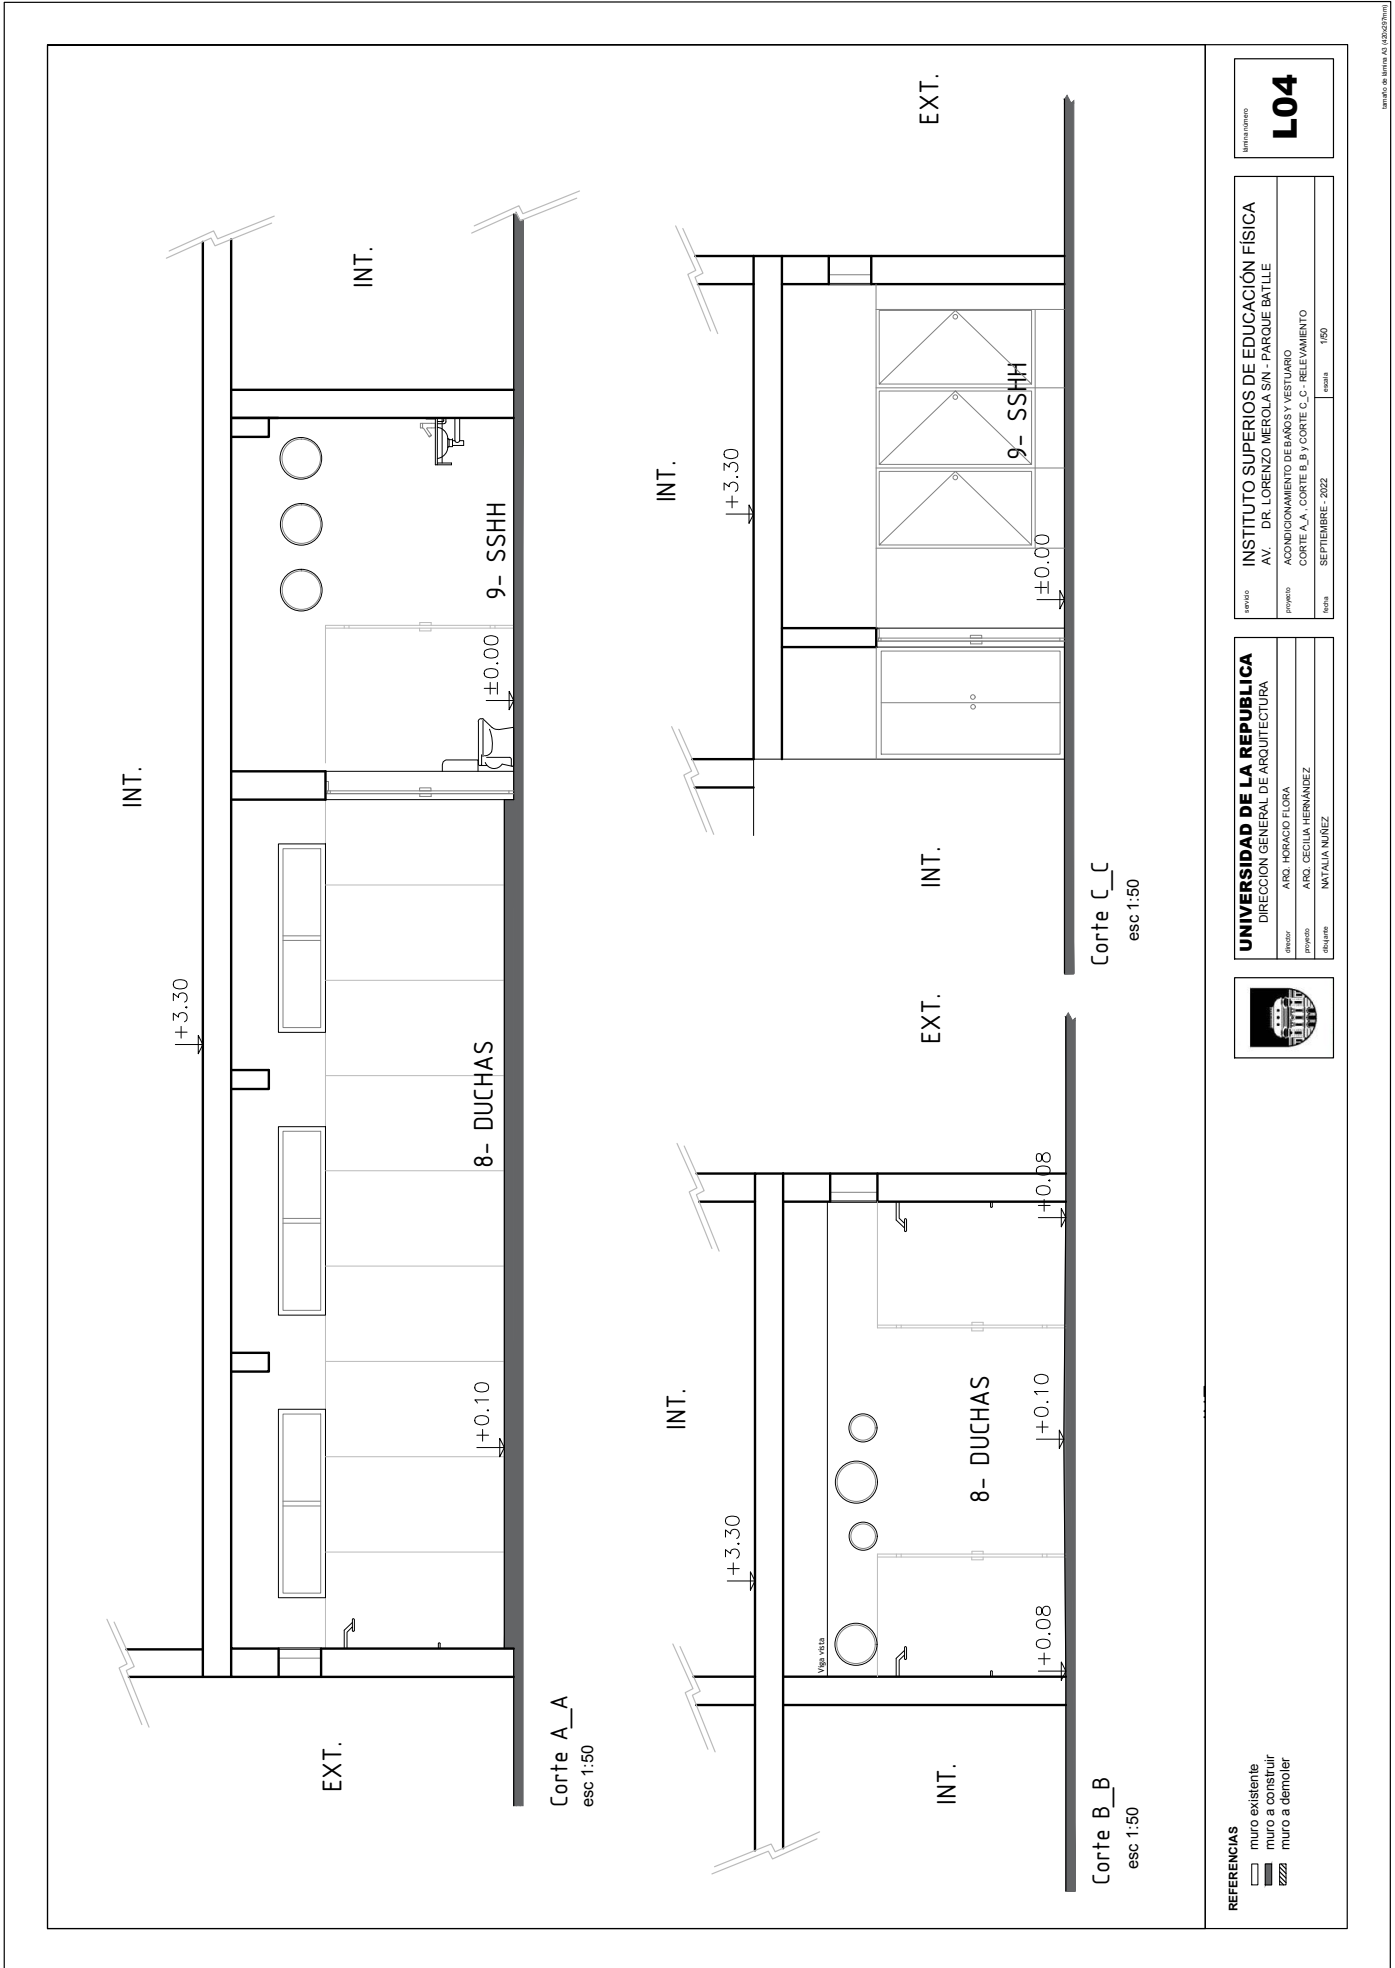 INT.
+3.30
EXT.
INT.
8- DUCHAS
9- SSHH
+0.10
±0.00
Corte A_A
esc 1:50
INT.
+3.30
Viga vista
INT.
EXT.
8- DUCHAS
+0.08
+0.10
+0.08
Corte B_B
esc 1:50
INT.
+3.30
INT.
EXT.
9- SSHH
±0.00
Corte C_C
esc 1:50
REFERENCIAS
muro existente
muro a construir
muro a demoler
UNIVERSIDAD DE LA REPUBLICA
DIRECCION GENERAL DE ARQUITECTURA
director ARQ. HORACIO FLORA
proyecto ARQ. CECILIA HERNÁNDEZ
dibujante NATALIA NUÑEZ
servicio INSTITUTO SUPERIOS DE EDUCACIÓN FÍSICA
AV. DR. LORENZO MEROLA S/N - PARQUE BATLLE
proyecto ACONDICIONAMIENTO DE BAÑOS Y VESTUARIO
CORTE A_A , CORTE B_B y CORTE C_C - RELEVAMIENTO
fecha SEPTIEMBRE - 2022 escala 1/50
lámina número
L04
tamaño de lámina A3 (420x297mm)